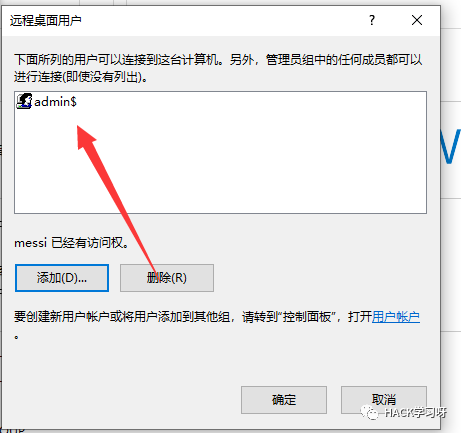 远程桌面用户
下面所列的用户可以连接到这台计算机。另外，管理员组中的任何成员都可以
进行连接(即使没有列出)。
admin$
messi 已经有访问权。
添加(D)...
删除(R)
要创建新用户帐户或将用户添加到其他组，请转到“控制面板”，打开用户帐户
。
确定
取消
HACK学习呀